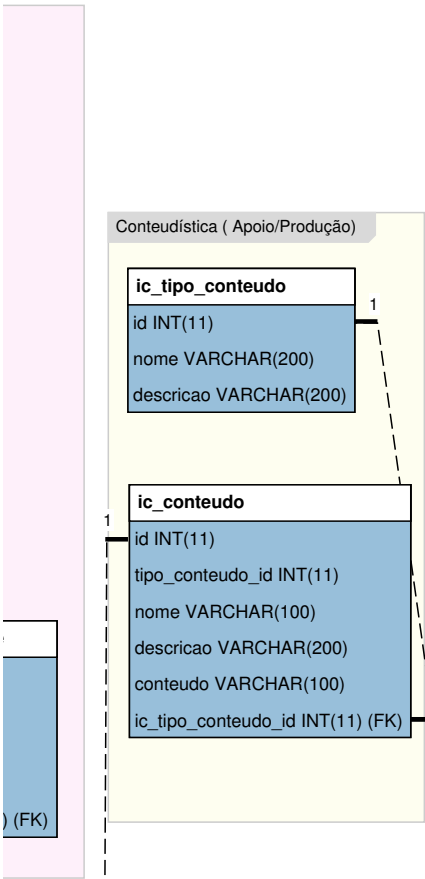 Conteudística ( Apoio/Produção)
ic_tipo_conteudo
1
id INT(11)
nome VARCHAR(200)
descricao VARCHAR(200)
ic_conteudo
1
id INT(11)
tipo_conteudo_id INT(11)
nome VARCHAR(100)
descricao VARCHAR(200)
conteudo VARCHAR(100)
ic_tipo_conteudo_id INT(11) (FK)
) (FK)